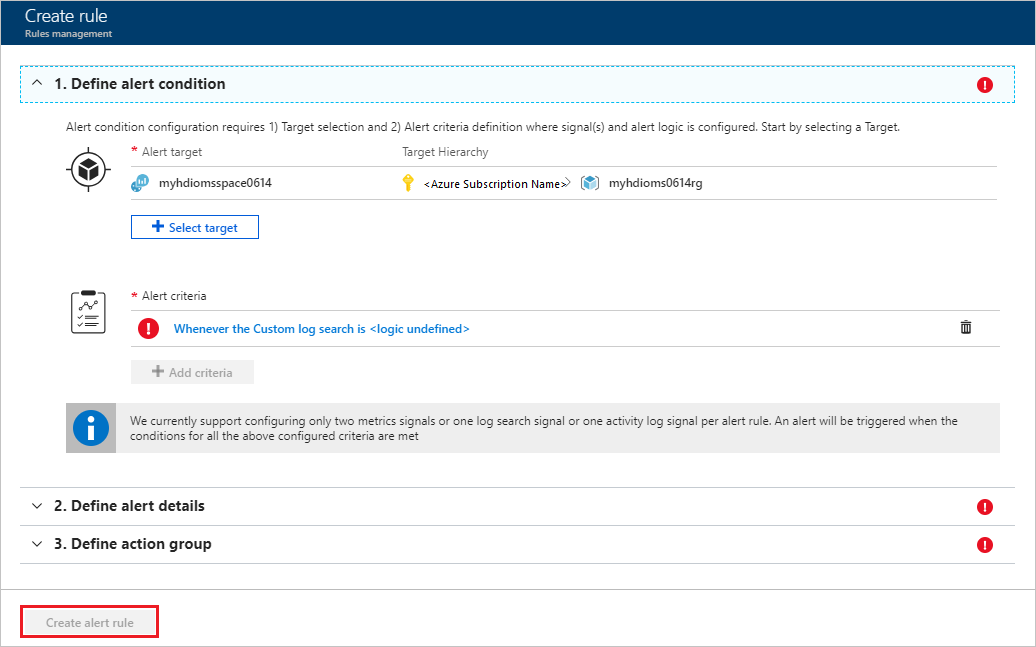 Create rule
Rules management
1. Define alert condition
Alert condition configuration requires 1) Target selection and 2) Alert criteria definition where signal(s) and alert logic is configured. Start by selecting a Target.
* Alert target
Target Hierarchy
myhdiomsspace0614
<Azure Subscription Name> > myhdioms0614rg
+ Select target
* Alert criteria
Whenever the Custom log search is <logic undefined>
+ Add criteria
We currently support configuring only two metrics signals or one log search signal or one activity log signal per alert rule. An alert will be triggered when the
conditions for all the above configured criteria are met
2. Define alert details
3. Define action group
Create alert rule